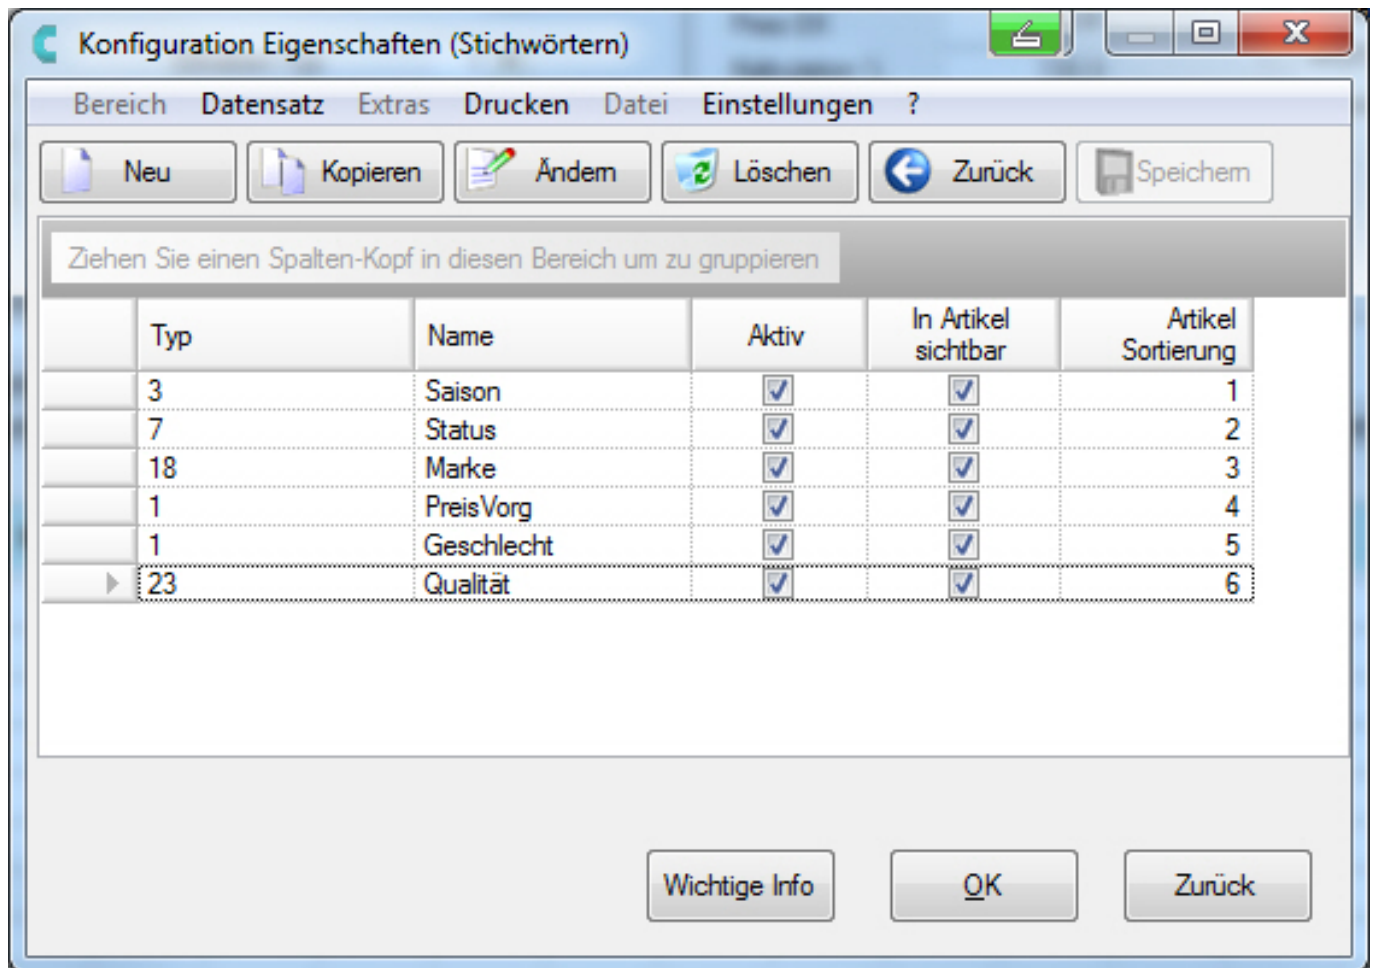 Konfiguration Eigenschaften (Stichwörtern)
Bereich Datensatz Extras Drucken Datei Einstellungen ?
Neu Kopieren Ändern Löschen Zurück Speichern
Ziehen Sie einen Spalten-Kopf in diesen Bereich um zu gruppieren
Typ Name Aktiv In Artikel sichtbar Artikel Sortierung
3 Saison 1
7 Status 2
18 Marke 3
1 PreisVorg 4
1 Geschlecht 5
23 Qualität 6
Wichtige Info OK Zurück